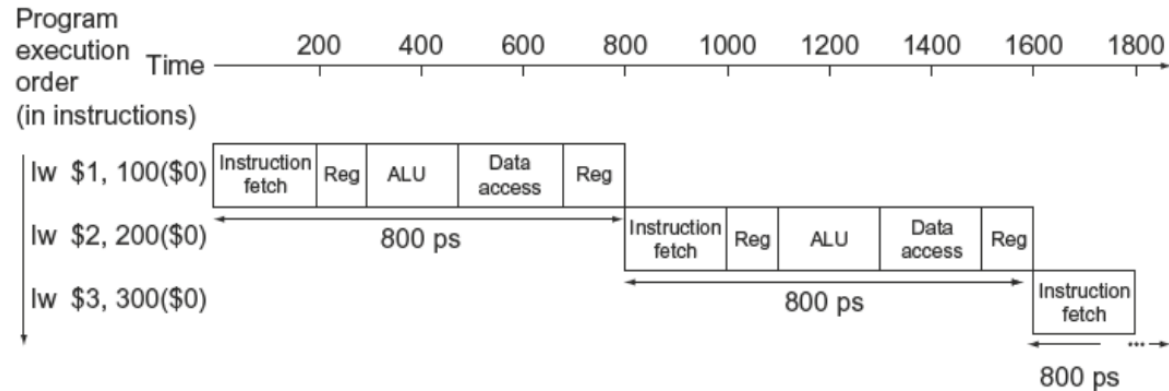 Program
execution
order
(in instructions)
Time
200 400 600 800 1000 1200 1400 1600 1800
lw $1, 100($0)
Instruction
fetch
Reg
ALU
Data
access
Reg
800 ps
lw $2, 200($0)
Instruction
fetch
Reg
ALU
Data
access
Reg
800 ps
lw $3, 300($0)
Instruction
fetch
...
800 ps